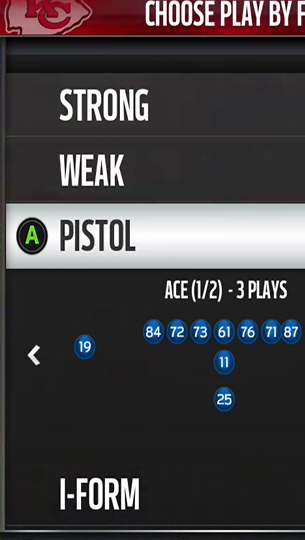 KC
CHOOSE PLAY BY F
STRONG
WEAK
A PISTOL
ACE (1/2) - 3 PLAYS
84 72 73 61 76 71 87
19
11
25
I-FORM